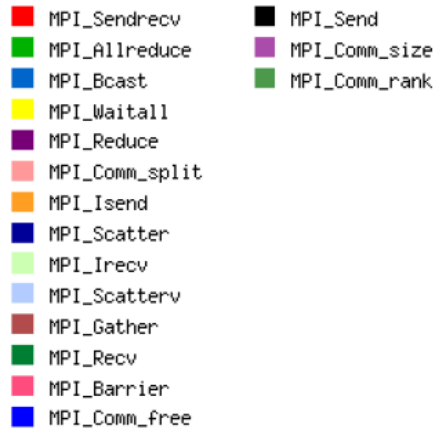 MPI_Sendrecv
MPI_Allreduce
MPI_Bcast
MPI_Waitall
MPI_Reduce
MPI_Comm_split
MPI_Isend
MPI_Scatter
MPI_Irecv
MPI_Scatterv
MPI_Gather
MPI_Recv
MPI_Barrier
MPI_Comm_free
MPI_Send
MPI_Comm_size
MPI_Comm_rank